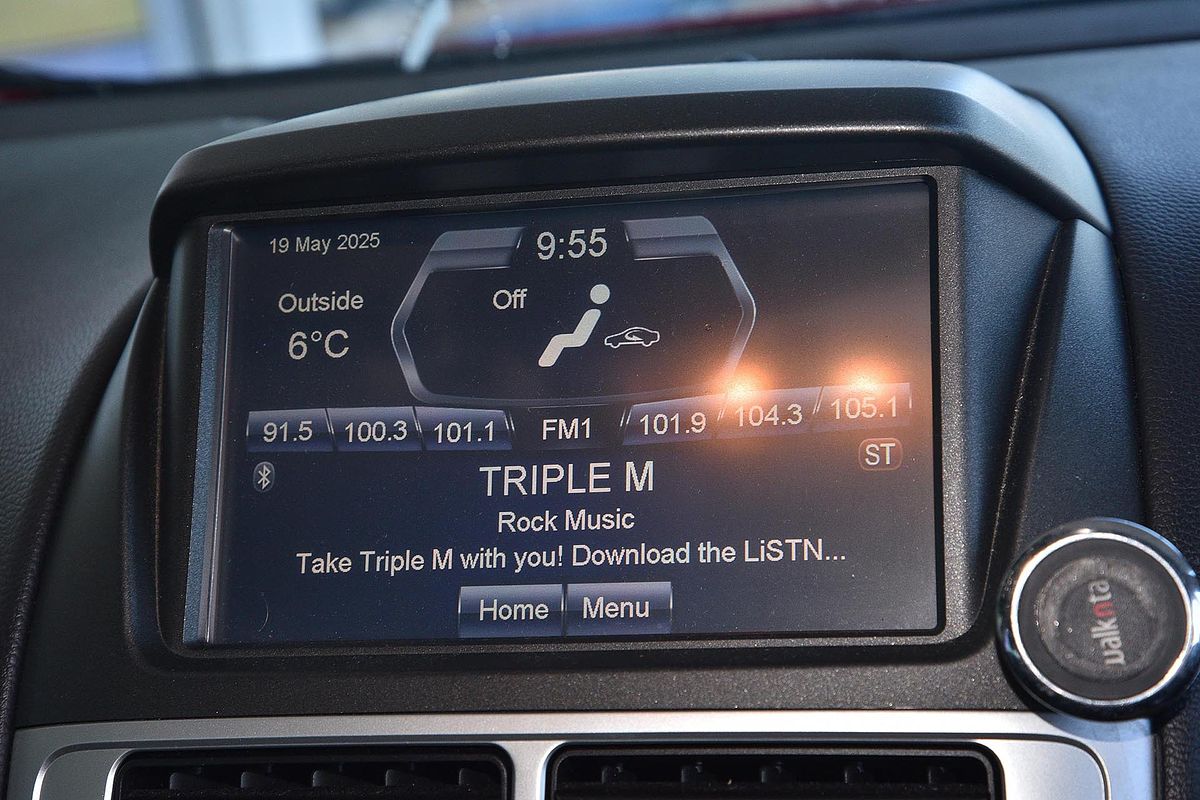 19 May 2025
9:55
Outside
6°C
Off
91.5 100.3 101.1 FM1 101.9 104.3 105.1
ST
TRIPLE M
Rock Music
Take Triple M with you! Download the LiSTN...
Home Menu
walknta